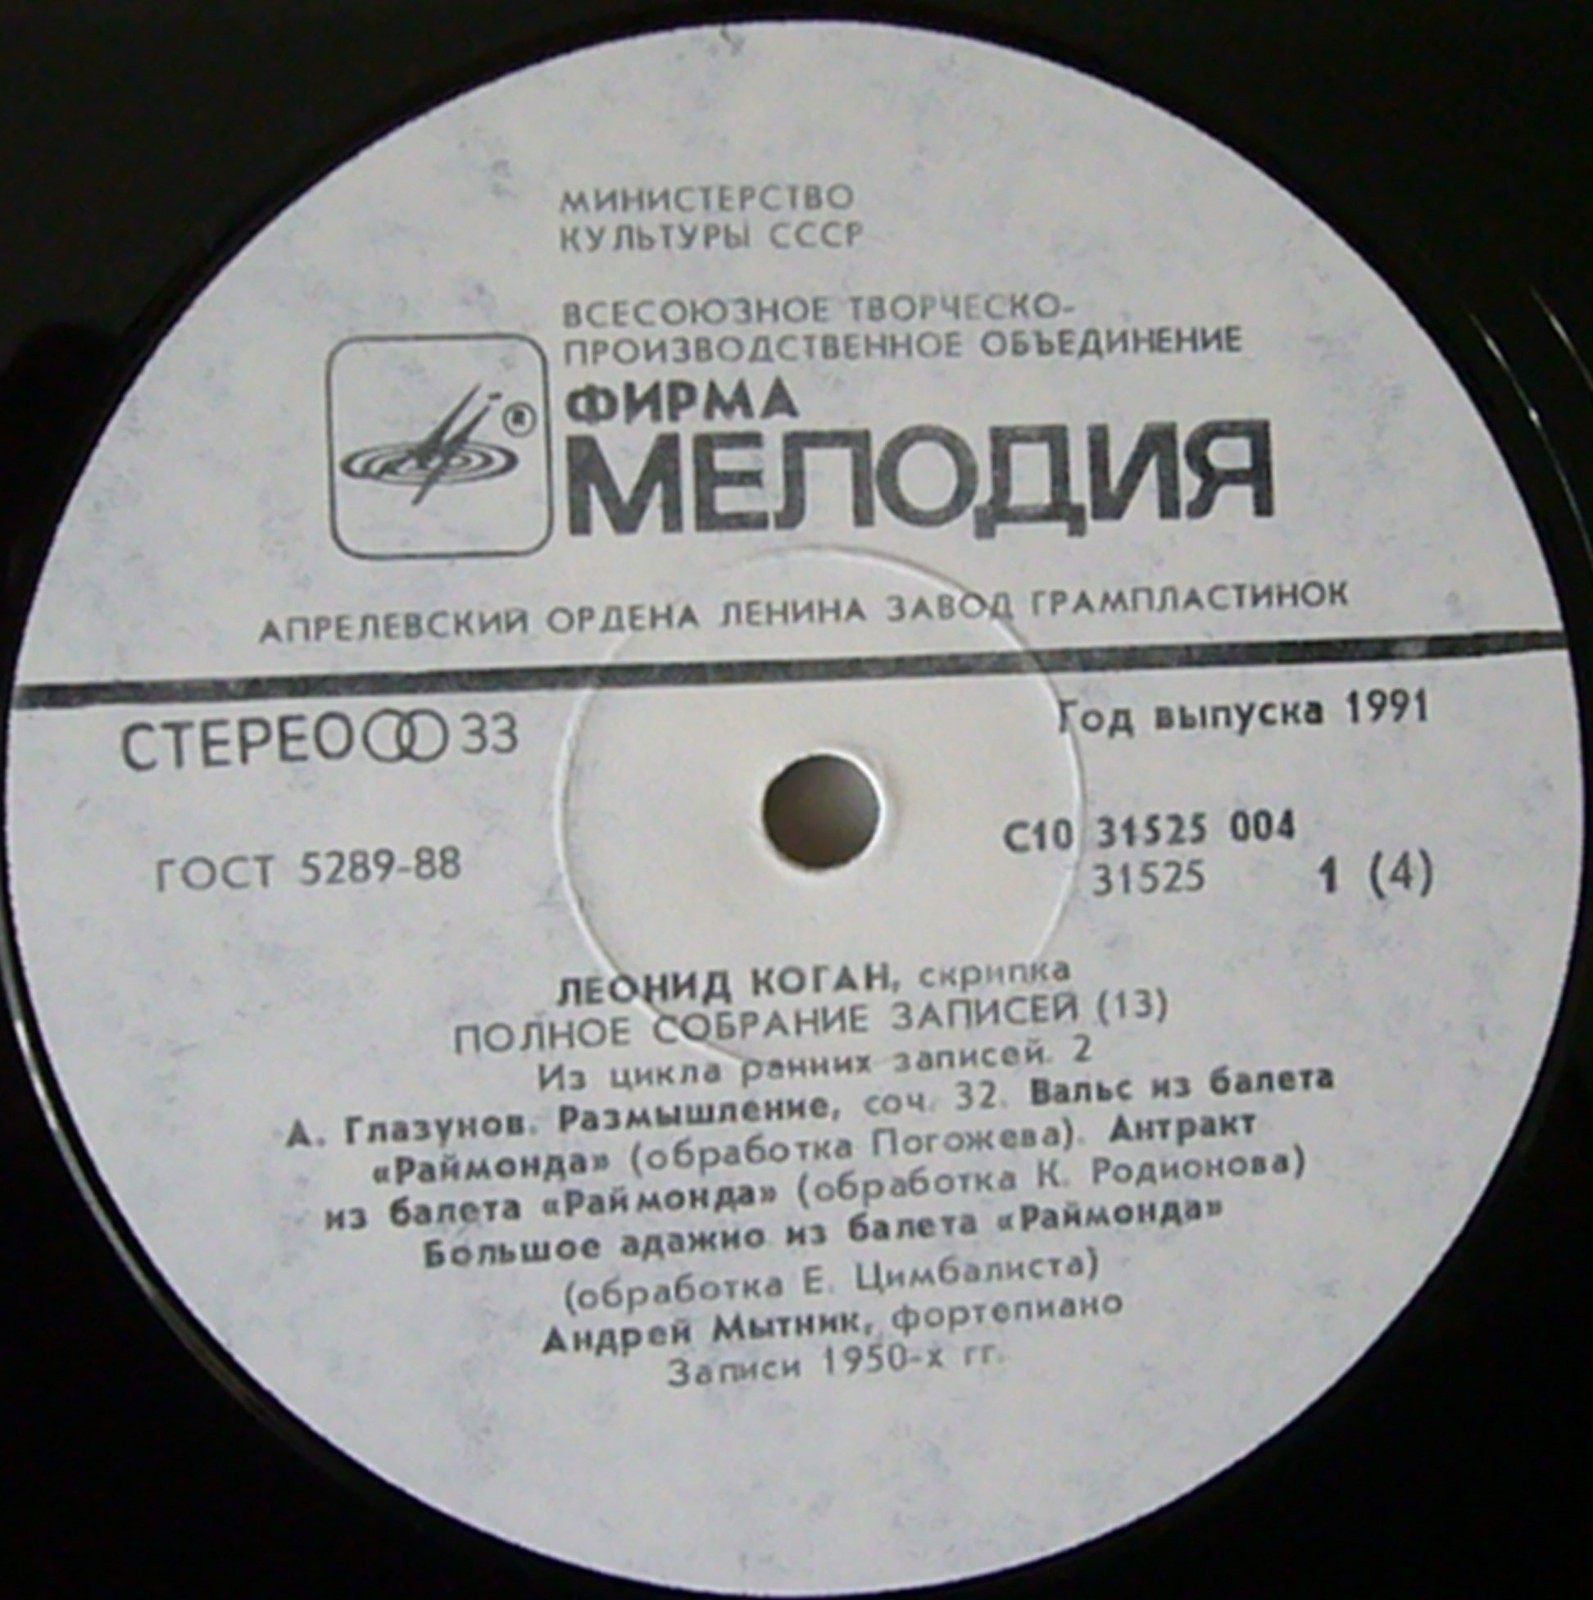 МИНИСТЕРСТВО
КУЛЬТУРЫ СССР
ВСЕСОЮЗНОЕ ТВОРЧЕСКО-
ПРОИЗВОДСТВЕННОЕ ОБЪЕДИНЕНИЕ
®
ФИРМА
МЕЛОДИЯ
АПРЕЛЕВСКИЙ ОРДЕНА ЛЕНИНА ЗАВОД ГРАМПЛАСТИНОК
СТЕРЕО 33
Год выпуска 1991
ГОСТ 5289-88
С10 31525 004
31525 1 (4)
ЛЕОНИД КОГАН, скрипка
ПОЛНОЕ СОБРАНИЕ ЗАПИСЕЙ (13)
Из цикла ранних записей. 2
А. Глазунов. Размышление, соч. 32. Вальс из балета
«Раймонда» (обработка Погожева). Антракт
из балета «Раймонда» (обработка К. Родионова)
Большое адажио из балета «Раймонда»
(обработка Е. Цимбалиста)
Андрей Мытник, фортепиано
Записи 1950-х гг.